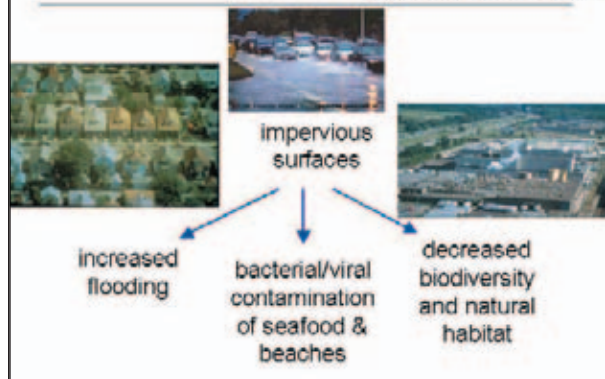 impervious
surfaces
increased
flooding
bacterial/viral
contamination
of seafood &
beaches
decreased
biodiversity
and natural
habitat